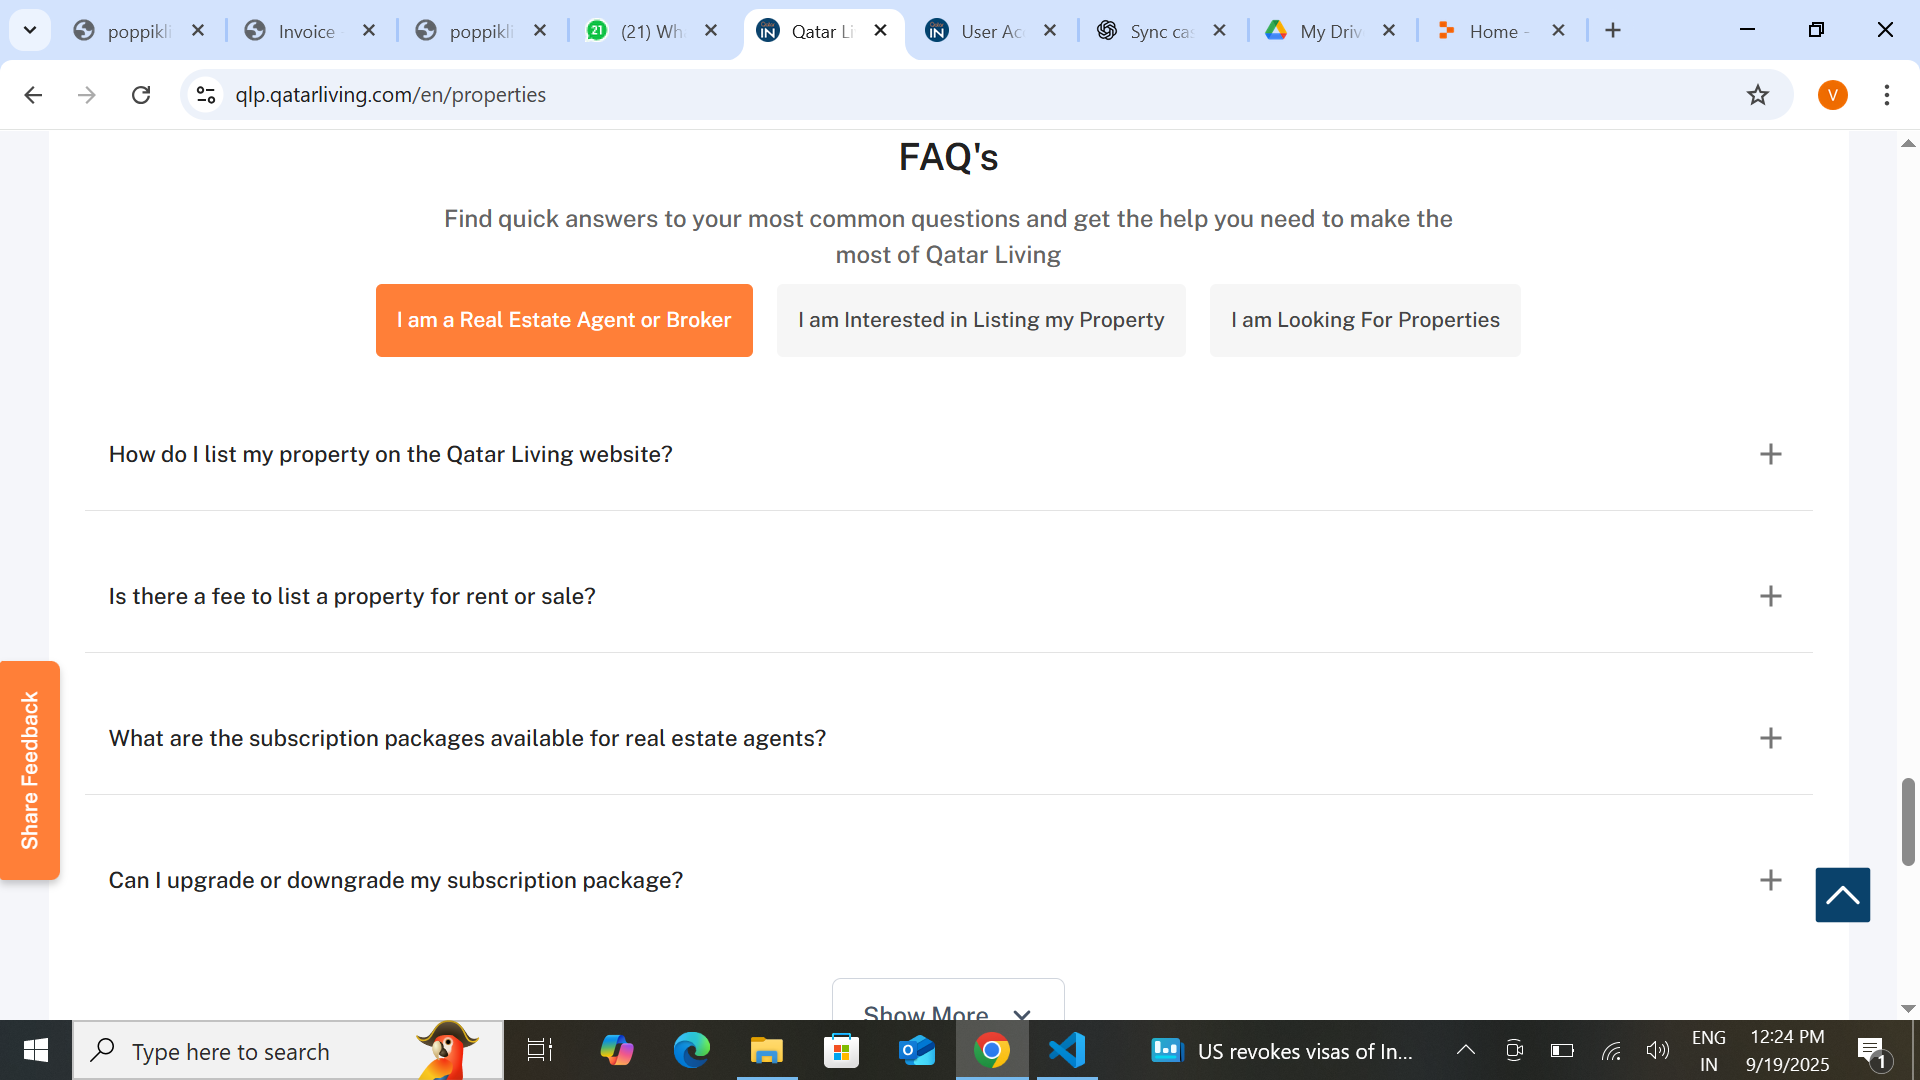 poppikli
Invoice -
poppikli
21
(21) Wh
Qatar Li
User Acc
Sync cas
My Driv
Home -
qlp.qatarliving.com/en/properties
V
FAQ's
Find quick answers to your most common questions and get the help you need to make the
most of Qatar Living
I am a Real Estate Agent or Broker
I am Interested in Listing my Property
I am Looking For Properties
How do I list my property on the Qatar Living website?
Is there a fee to list a property for rent or sale?
What are the subscription packages available for real estate agents?
Can I upgrade or downgrade my subscription package?
Share Feedback
Show More
Type here to search
US revokes visas of In...
ENG
IN
12:24 PM
9/19/2025
1